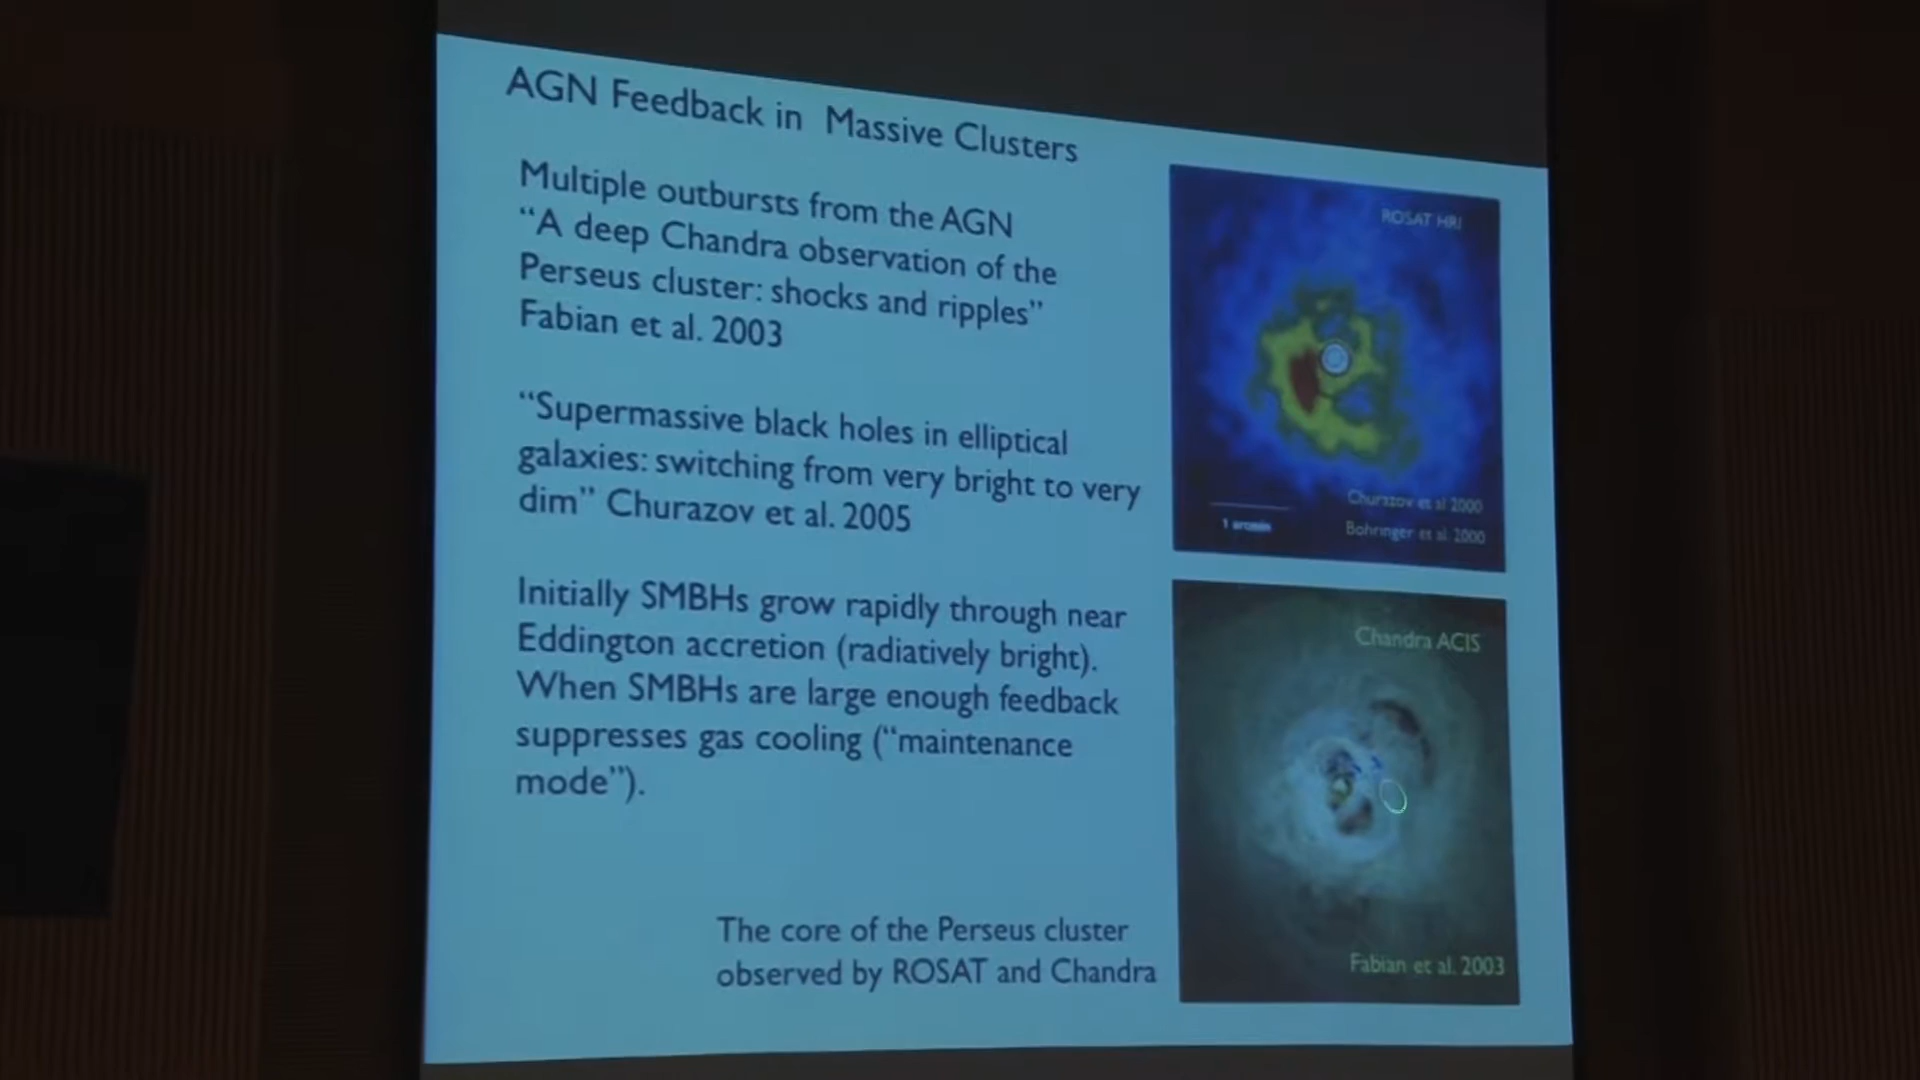 AGN Feedback in Massive Clusters
Multiple outbursts from the AGN
“A deep Chandra observation of the
Perseus cluster: shocks and ripples”
Fabian et al. 2003
“Supermassive black holes in elliptical
galaxies: switching from very bright to very
dim” Churazov et al. 2005
Initially SMBHs grow rapidly through near
Eddington accretion (radiatively bright).
When SMBHs are large enough feedback
suppresses gas cooling (“maintenance
mode”).
The core of the Perseus cluster
observed by ROSAT and Chandra
ROSAT HRI
Churazov et al 2000
1 arcmin
Bohringer et al. 2000
Chandra ACIS
Fabian et al. 2003